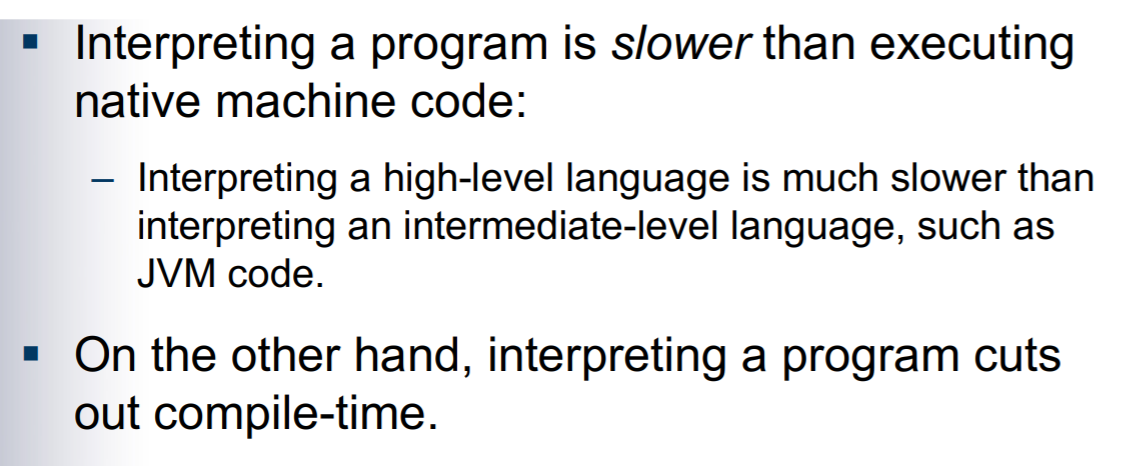 ▪ Interpreting a program is slower than executing
native machine code:
– Interpreting a high-level language is much slower than
interpreting an intermediate-level language, such as
JVM code.
▪ On the other hand, interpreting a program cuts
out compile-time.